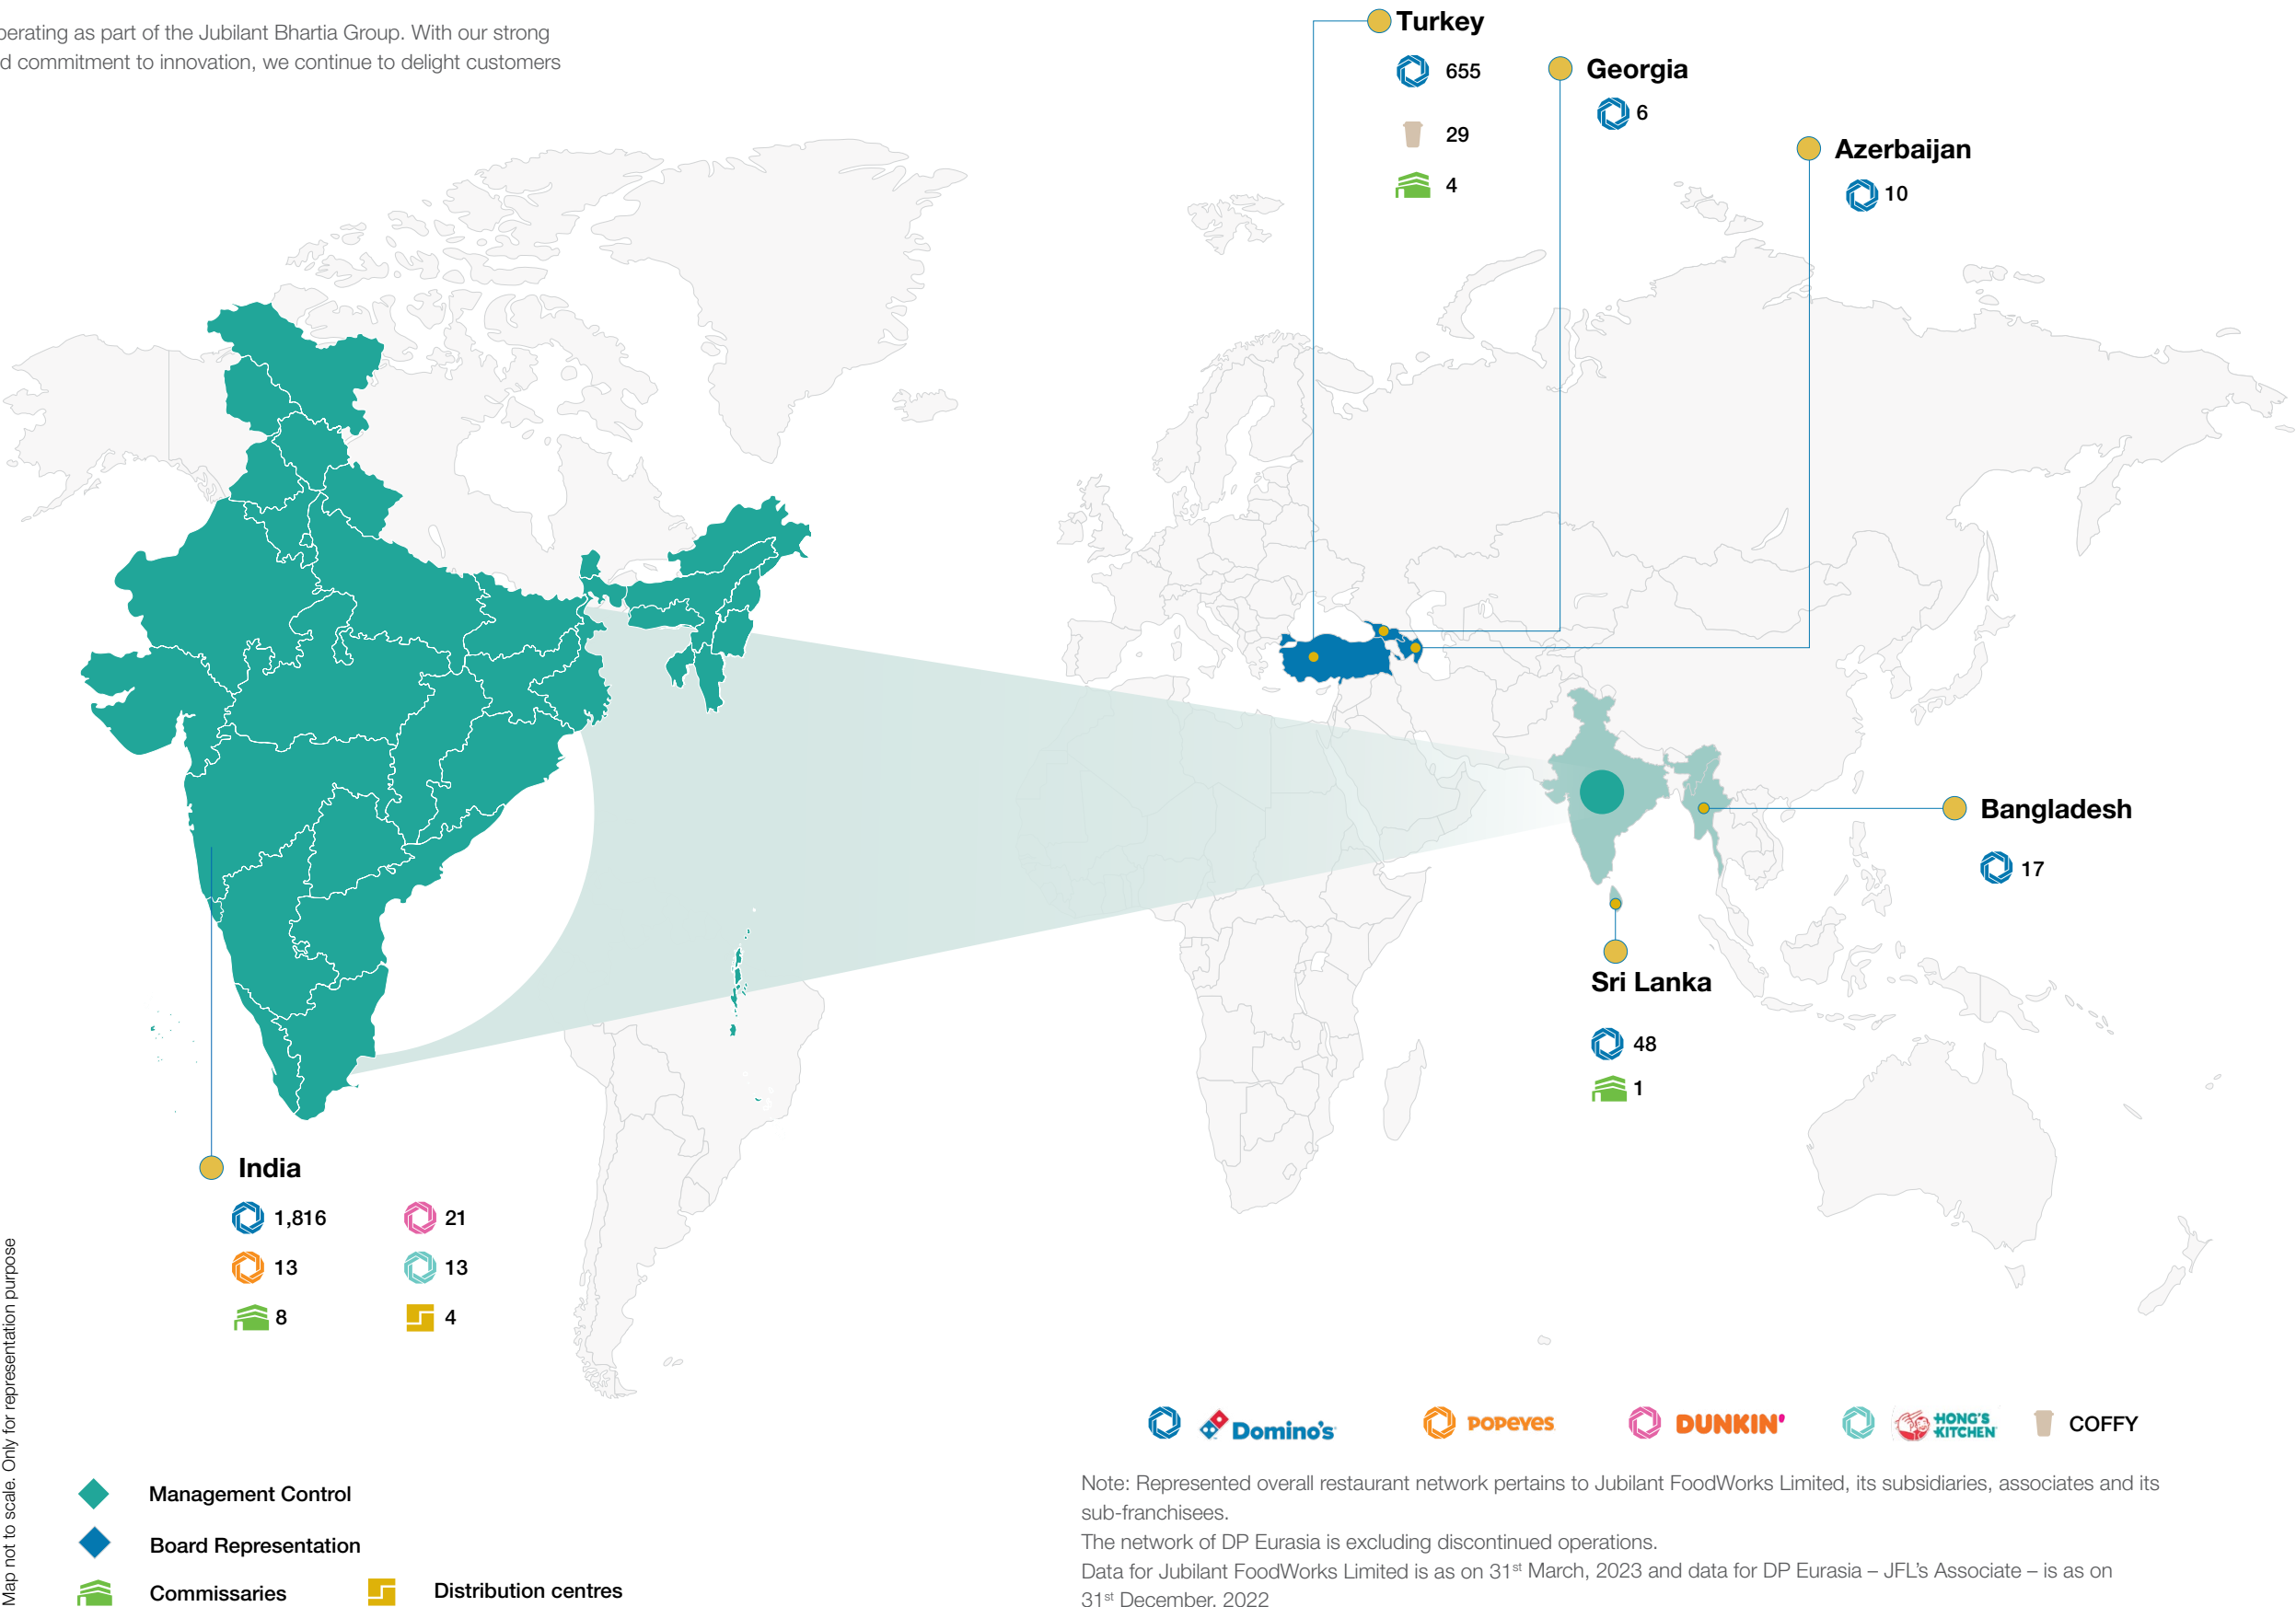 perating as part of the Jubilant Bhartia Group. With our strong
d commitment to innovation, we continue to delight customers
Turkey
655
29
4
Georgia
6
Azerbaijan
10
Bangladesh
17
Sri Lanka
48
1
India
1,816
21
13
13
8
4
Map not to scale. Only for representation purpose
Domino's
POPEYES
DUNKIN'
HONG'S
KITCHEN
COFFY
Management Control
Board Representation
Commissaries
Distribution centres
Note: Represented overall restaurant network pertains to Jubilant FoodWorks Limited, its subsidiaries, associates and its
sub-franchisees.
The network of DP Eurasia is excluding discontinued operations.
Data for Jubilant FoodWorks Limited is as on 31st March, 2023 and data for DP Eurasia – JFL's Associate – is as on
31st December, 2022